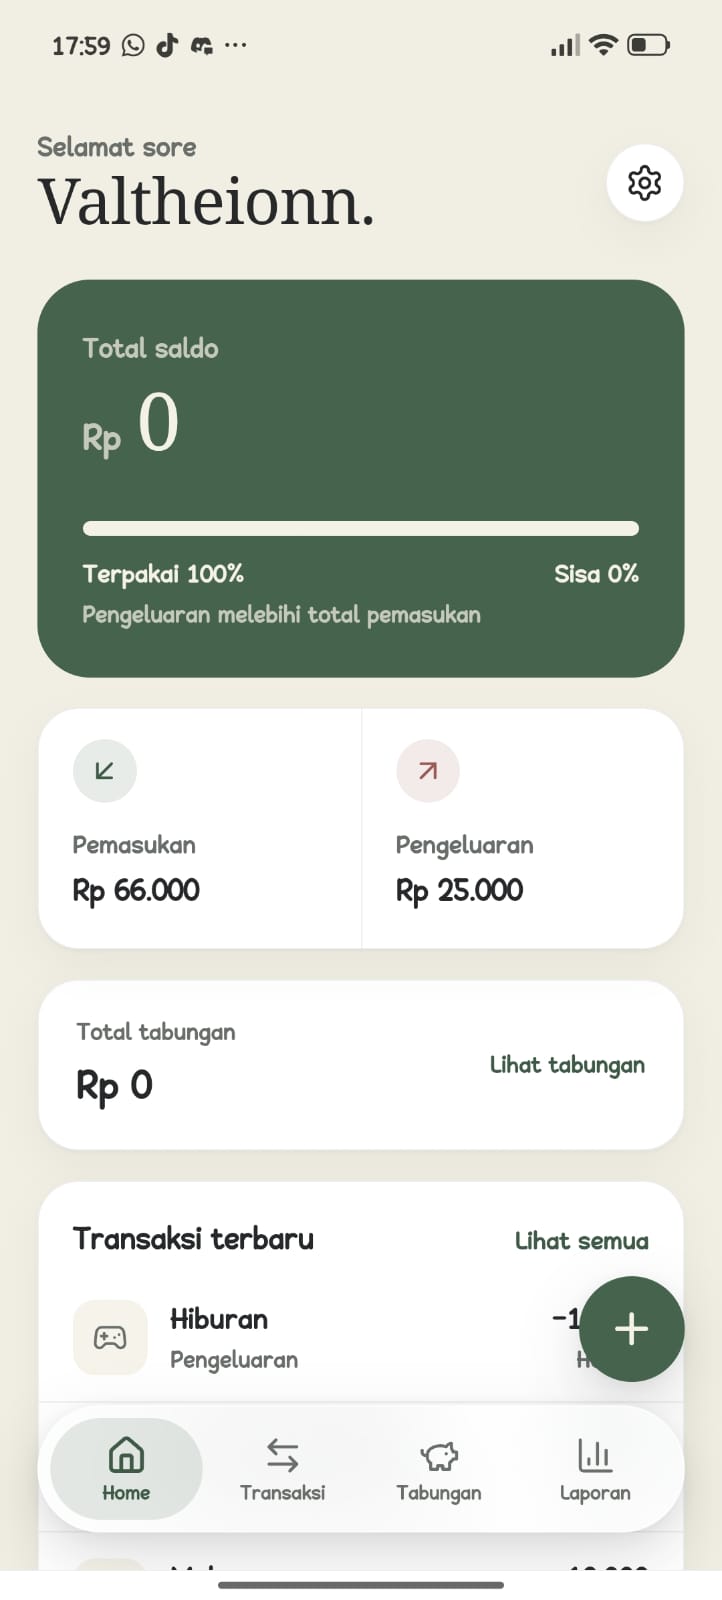 17:59
Selamat sore
Valtheionn.
Total saldo
Rp 0
Terpakai 100% Sisa 0%
Pengeluaran melebihi total pemasukan
Pemasukan
Rp 66.000
Pengeluaran
Rp 25.000
Total tabungan
Rp 0
Lihat tabungan
Transaksi terbaru Lihat semua
Hiburan
Pengeluaran
Home Transaksi Tabungan Laporan